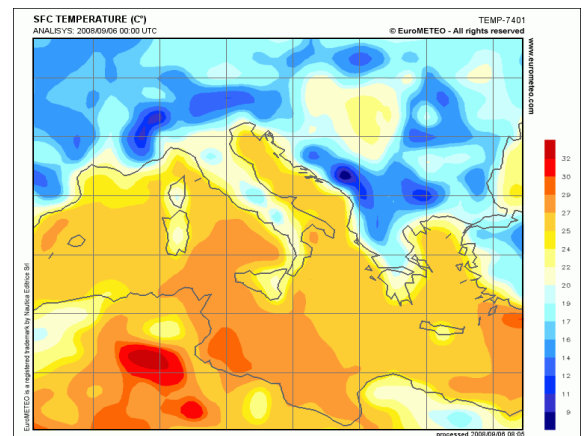 SFC TEMPERATURE (C°)
TEMP-7401
ANALISYS: 2008/09/06 00:00 UTC
© EuroMETEO - All rights reserved
www.eurometeo.com
32
30
29
27
25
24
22
20
19
17
16
14
12
11
9
EuroMETEO is a registered trademark by Nautica Editrice Srl
processed 2008/09/06 08:05